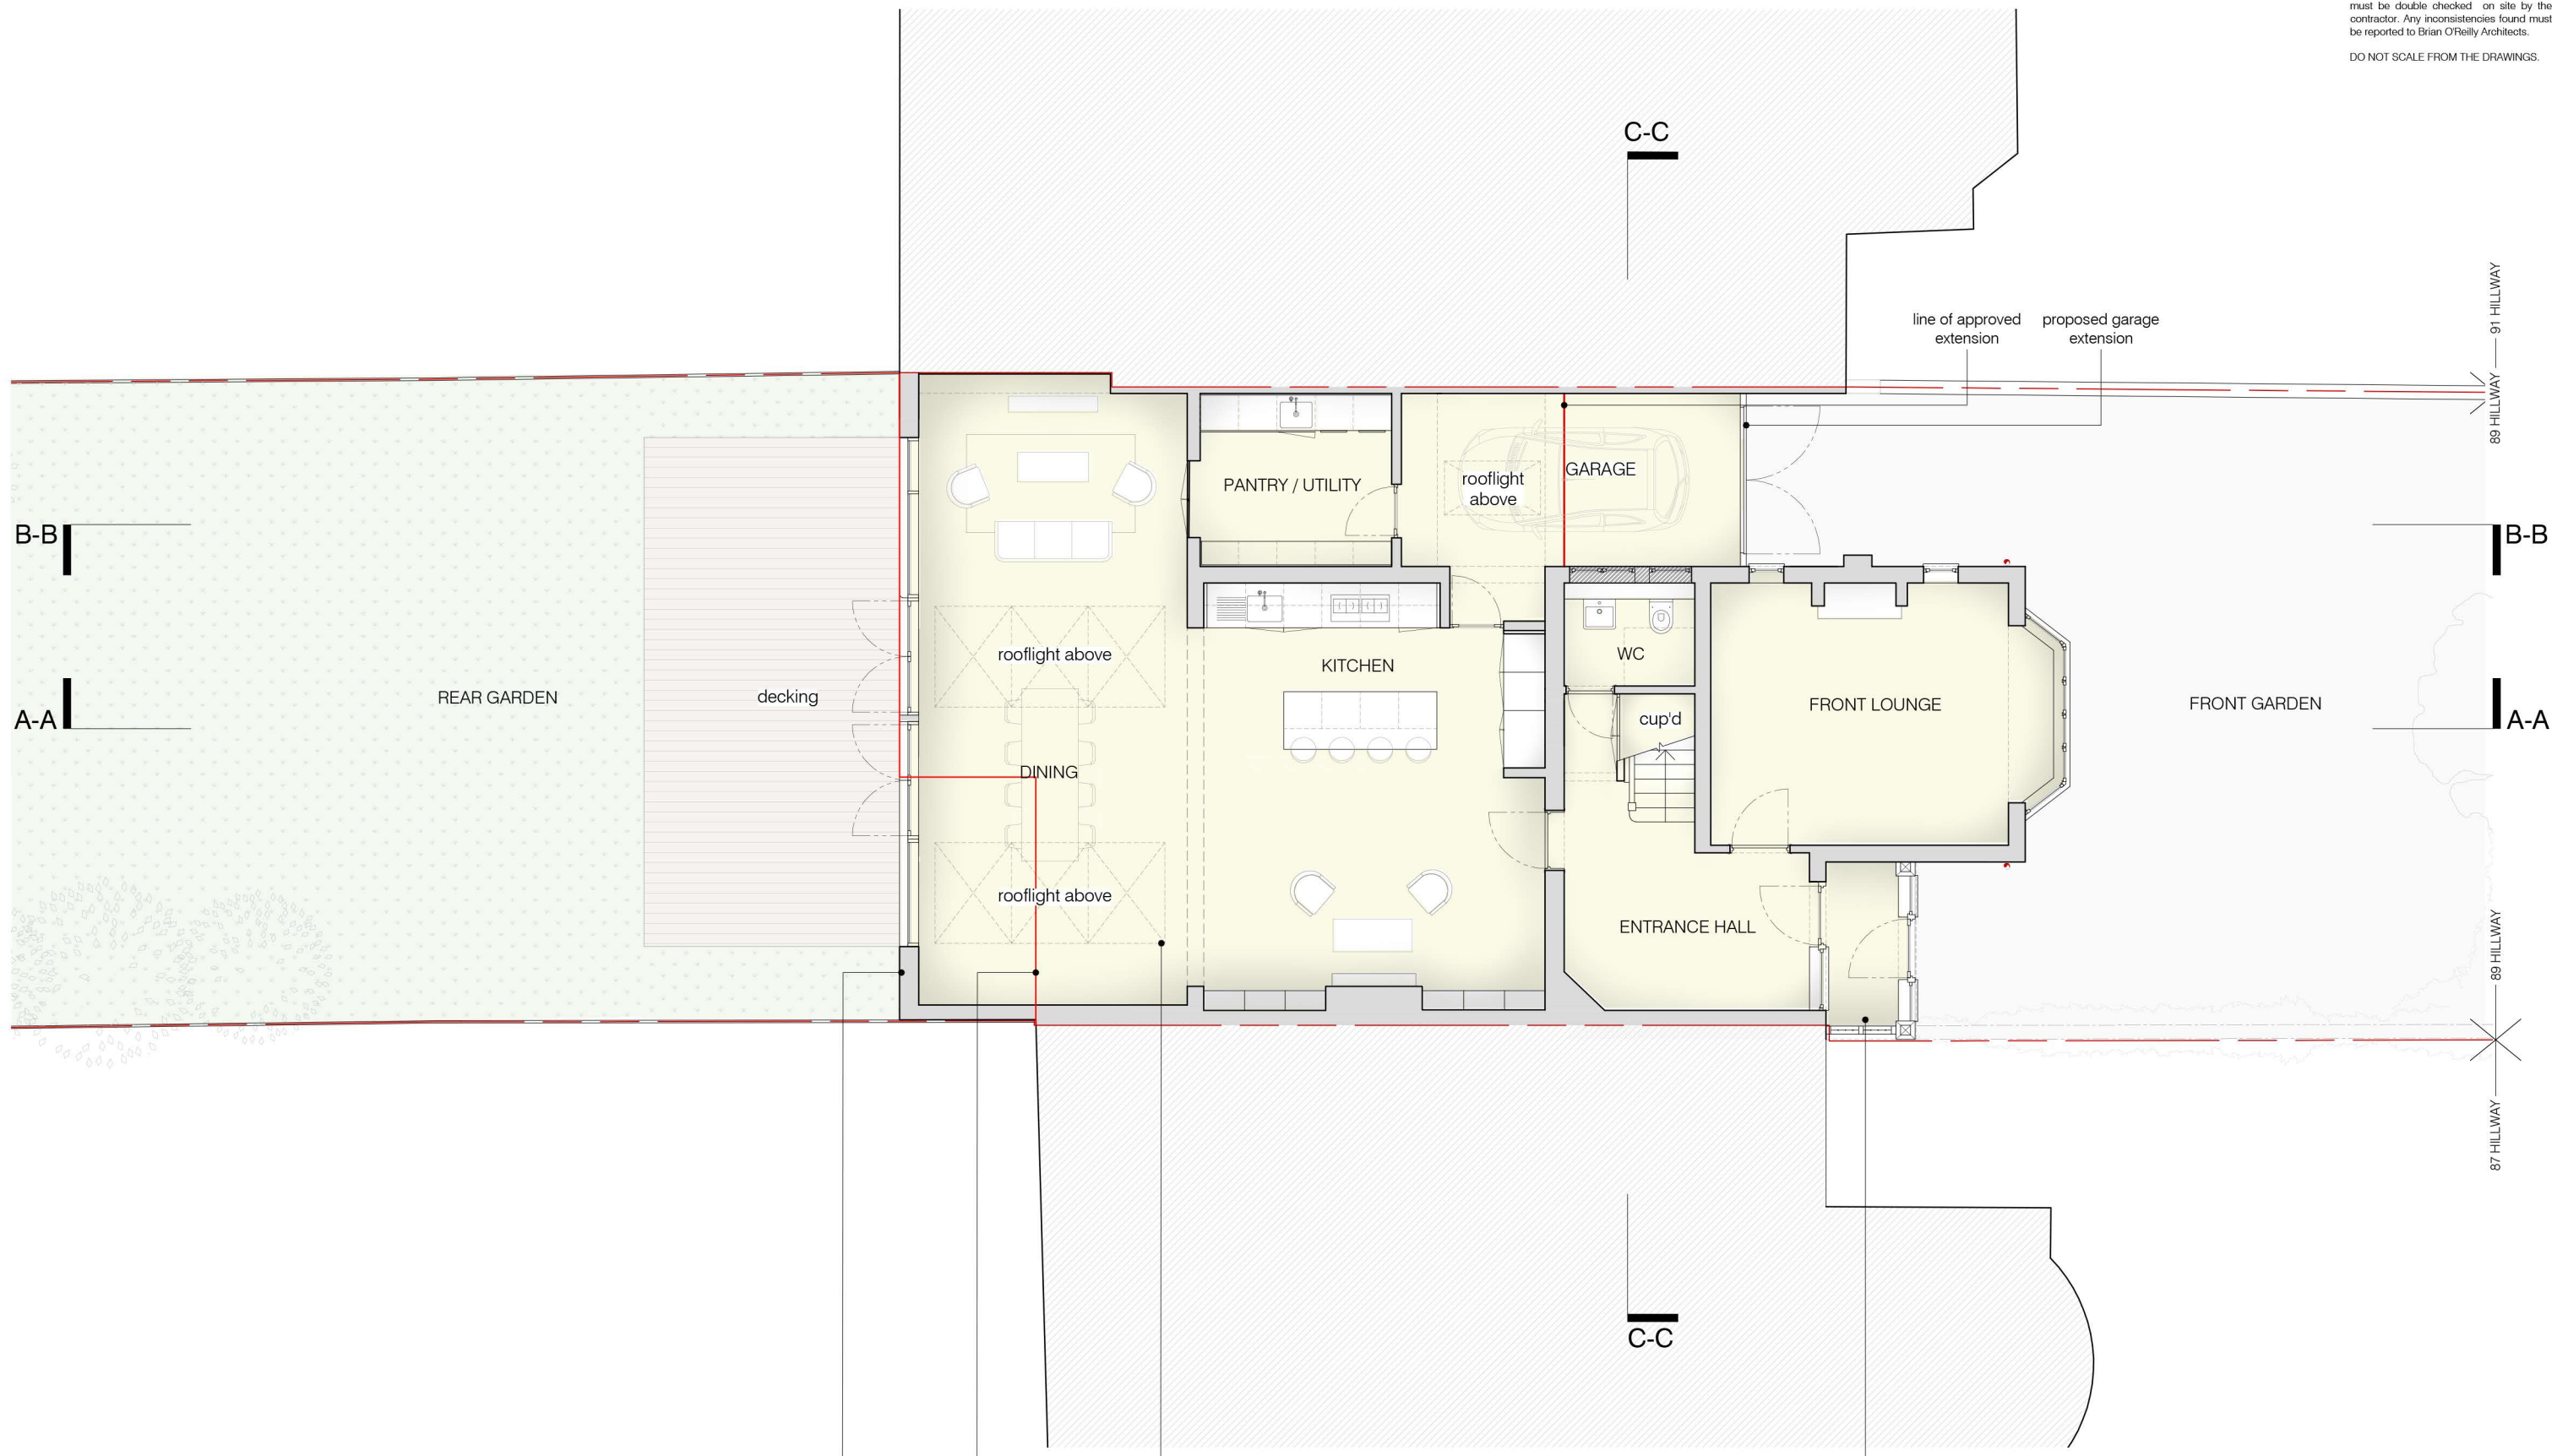 must be double checked on site by the
contractor. Any inconsistencies found must
be reported to Brian O'Reilly Architects.
DO NOT SCALE FROM THE DRAWINGS.
C-C
line of approved
extension
proposed garage
extension
91 HILLWAY
89 HILLWAY
PANTRY / UTILITY
rooflight
above
GARAGE
B-B
B-B
rooflight above
KITCHEN
WC
REAR GARDEN
decking
FRONT LOUNGE
FRONT GARDEN
A-A
A-A
cup'd
DINING
rooflight above
ENTRANCE HALL
89 HILLWAY
87 HILLWAY
C-C